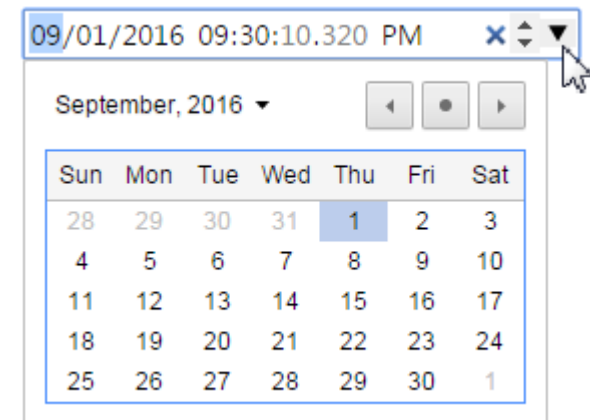 09/01/2016 09:30:10.320 PM
September, 2016
Sun Mon Tue Wed Thu Fri Sat
28 29 30 31 1 2 3
4 5 6 7 8 9 10
11 12 13 14 15 16 17
18 19 20 21 22 23 24
25 26 27 28 29 30 1